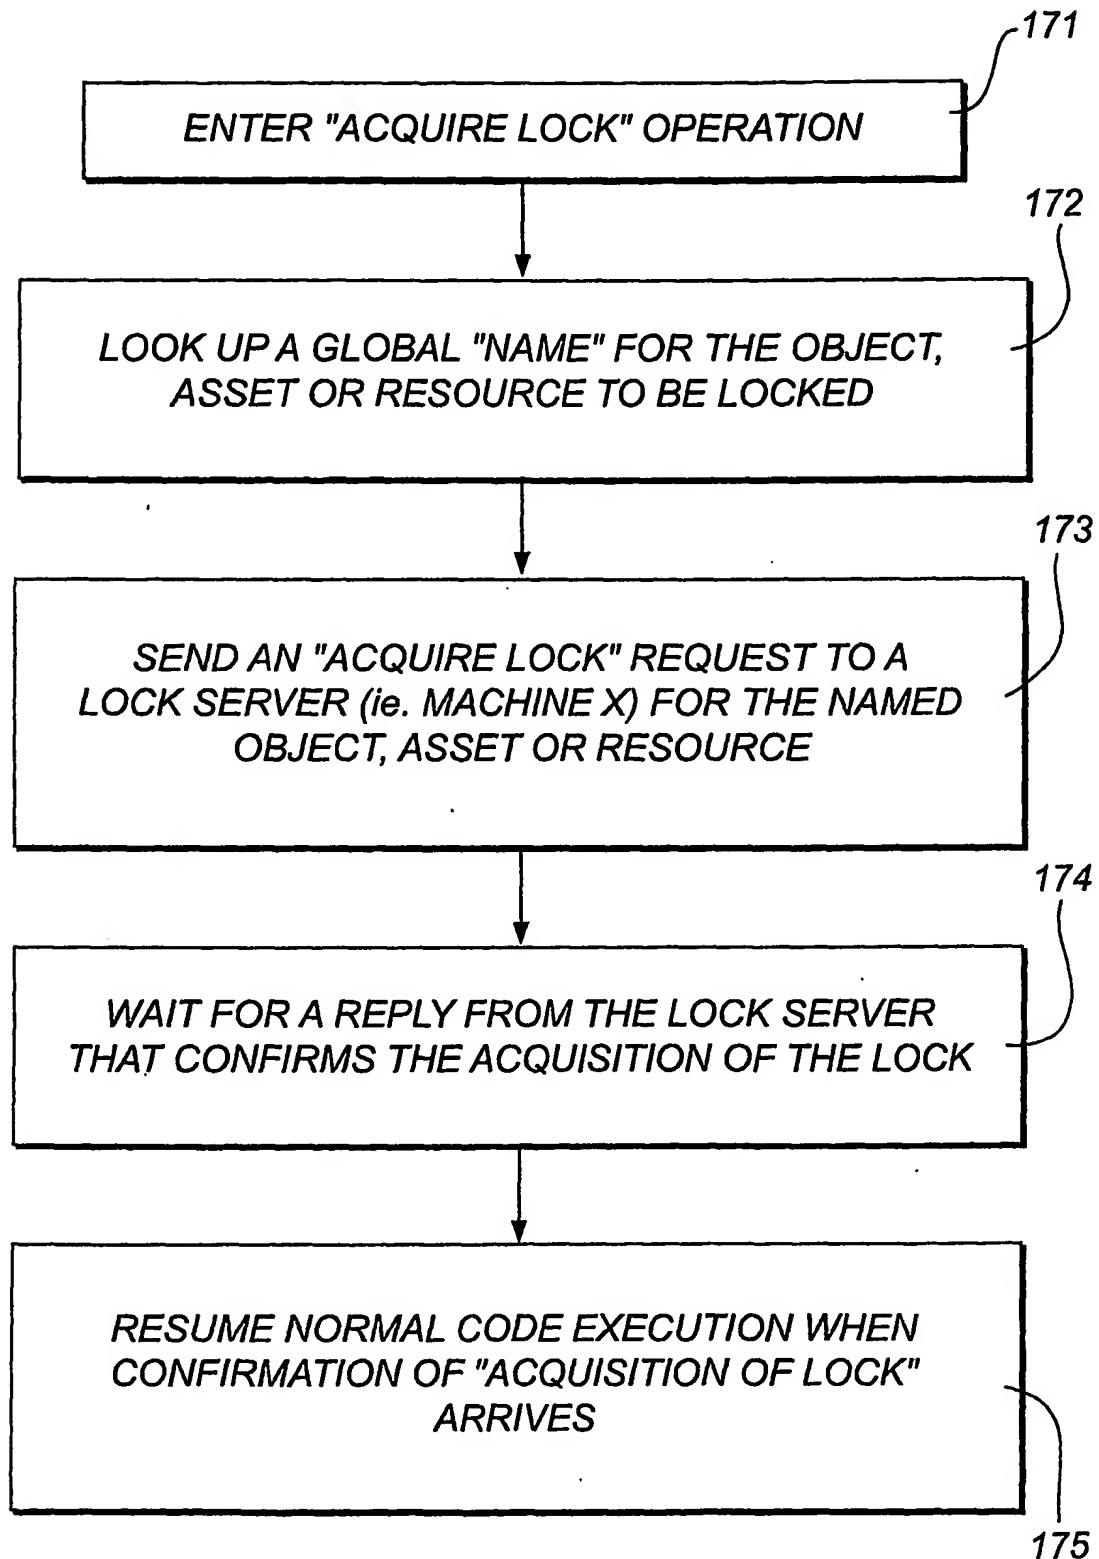 171
ENTER "ACQUIRE LOCK" OPERATION
172
LOOK UP A GLOBAL "NAME" FOR THE OBJECT,
ASSET OR RESOURCE TO BE LOCKED
173
SEND AN "ACQUIRE LOCK" REQUEST TO A
LOCK SERVER (ie. MACHINE X) FOR THE NAMED
OBJECT, ASSET OR RESOURCE
174
WAIT FOR A REPLY FROM THE LOCK SERVER
THAT CONFIRMS THE ACQUISITION OF THE LOCK
RESUME NORMAL CODE EXECUTION WHEN
CONFIRMATION OF "ACQUISITION OF LOCK"
ARRIVES
175